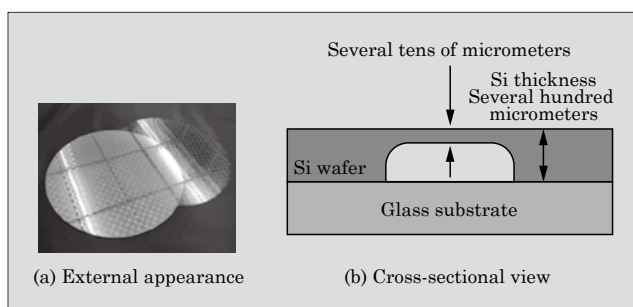 Several tens of micrometers
Si thickness
Several hundred
micrometers
Si wafer
Glass substrate
(a) External appearance
(b) Cross-sectional view